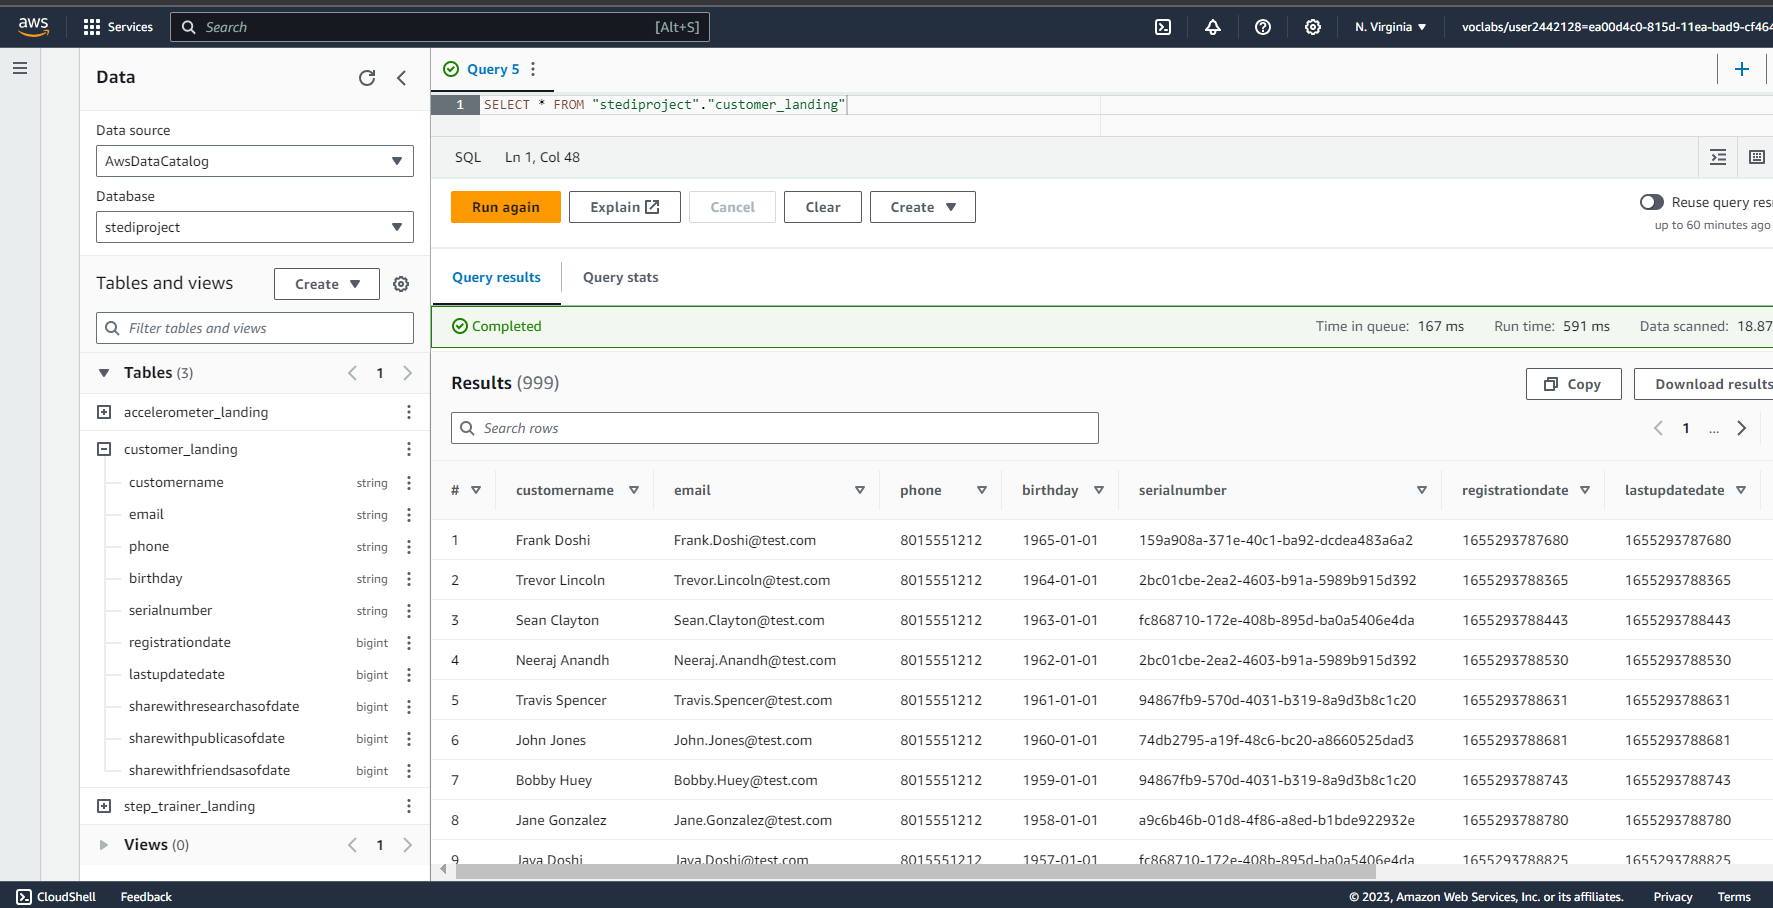 aws
Services
Search [Alt+S]
N. Virginia
voclabs/user2442128=ea00d4c0-815d-11ea-bad9-cf464
Data
Data source
AwsDataCatalog
Database
stediproject
Tables and views
Create
Filter tables and views
Tables (3) 1
accelerometer_landing
customer_landing
customername string
email string
phone string
birthday string
serialnumber string
registrationdate bigint
lastupdatedate bigint
sharewithresearchasofdate bigint
sharewithpublicasofdate bigint
sharewithfriendsasofdate bigint
step_trainer_landing
Views (0) 1
Query 5
1 SELECT * FROM "stediproject"."customer_landing"
SQL Ln 1, Col 48
Run again Explain Cancel Clear Create
Reuse query resu
up to 60 minutes ago
Query results Query stats
Completed Time in queue: 167 ms Run time: 591 ms Data scanned: 18.87
Results (999)
Copy Download results
Search rows
1 ...
# customername email phone birthday serialnumber registrationdate lastupdatedate
1 Frank Doshi Frank.Doshi@test.com 8015551212 1965-01-01 159a908a-371e-40c1-ba92-dcdea483a6a2 1655293787680 1655293787680
2 Trevor Lincoln Trevor.Lincoln@test.com 8015551212 1964-01-01 2bc01cbe-2ea2-4603-b91a-5989b915d392 1655293788365 1655293788365
3 Sean Clayton Sean.Clayton@test.com 8015551212 1963-01-01 fc868710-172e-408b-895d-ba0a5406e4da 1655293788443 1655293788443
4 Neeraj Anandh Neeraj.Anandh@test.com 8015551212 1962-01-01 2bc01cbe-2ea2-4603-b91a-5989b915d392 1655293788530 1655293788530
5 Travis Spencer Travis.Spencer@test.com 8015551212 1961-01-01 94867fb9-570d-4031-b319-8a9d3b8c1c20 1655293788631 1655293788631
6 John Jones John.Jones@test.com 8015551212 1960-01-01 74db2795-a19f-48c6-bc20-a8660525dad3 1655293788681 1655293788681
7 Bobby Huey Bobby.Huey@test.com 8015551212 1959-01-01 94867fb9-570d-4031-b319-8a9d3b8c1c20 1655293788743 1655293788743
8 Jane Gonzalez Jane.Gonzalez@test.com 8015551212 1958-01-01 a9c6b46b-01d8-4f86-a8ed-b1bde922932e 1655293788780 1655293788780
9 Jaya Doshi Jaya.Doshi@test.com 8015551212 1957-01-01 fc868710-172e-408b-895d-ba0a5406e4da 1655293788825 1655293788825
CloudShell Feedback © 2023, Amazon Web Services, Inc. or its affiliates. Privacy Terms